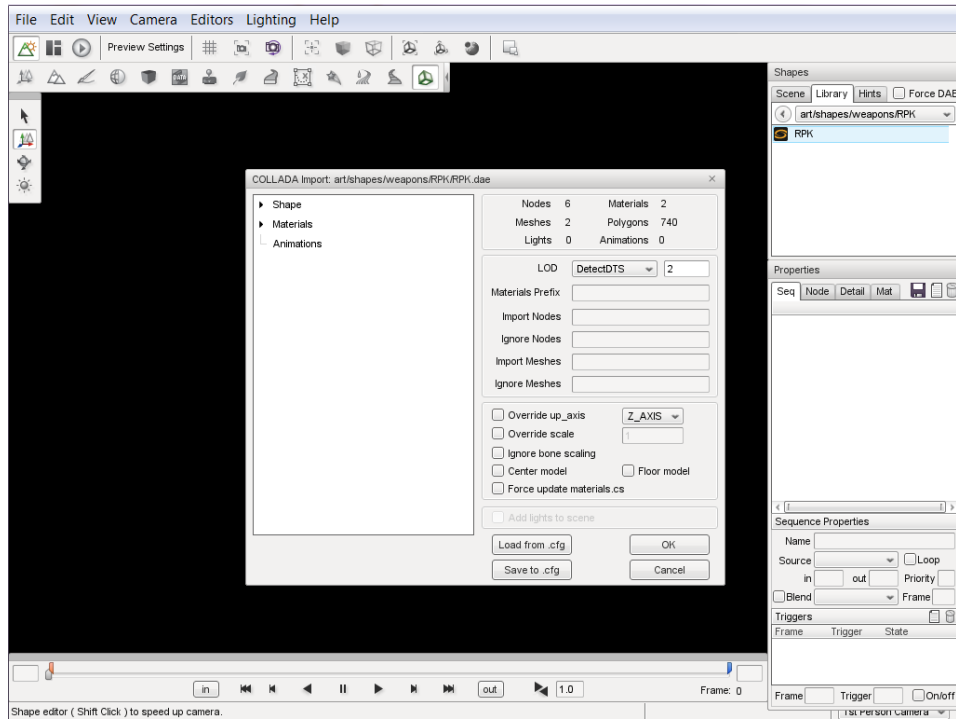 File Edit View Camera Editors Lighting Help
Preview Settings
DATA
Shapes
Scene Library Hints Force DAE
art/shapes/weapons/RPK
RPK
COLLADA Import: art/shapes/weapons/RPK/RPK.dae
Shape
Materials
Animations
Nodes 6 Materials 2
Meshes 2 Polygons 740
Lights 0 Animations 0
LOD DetectDTS 2
Materials Prefix
Import Nodes
Ignore Nodes
Import Meshes
Ignore Meshes
Override up_axis Z_AXIS
Override scale 1
Ignore bone scaling
Center model Floor model
Force update materials.cs
Add lights to scene
Load from .cfg OK
Save to .cfg Cancel
Properties
Seq Node Detail Mat
Sequence Properties
Name
Source Loop
in out Priority
Blend Frame
Triggers
Frame Trigger State
Frame Trigger On/off
in out 1.0 Frame: 0
Shape editor ( Shift Click ) to speed up camera.
1st Person Camera